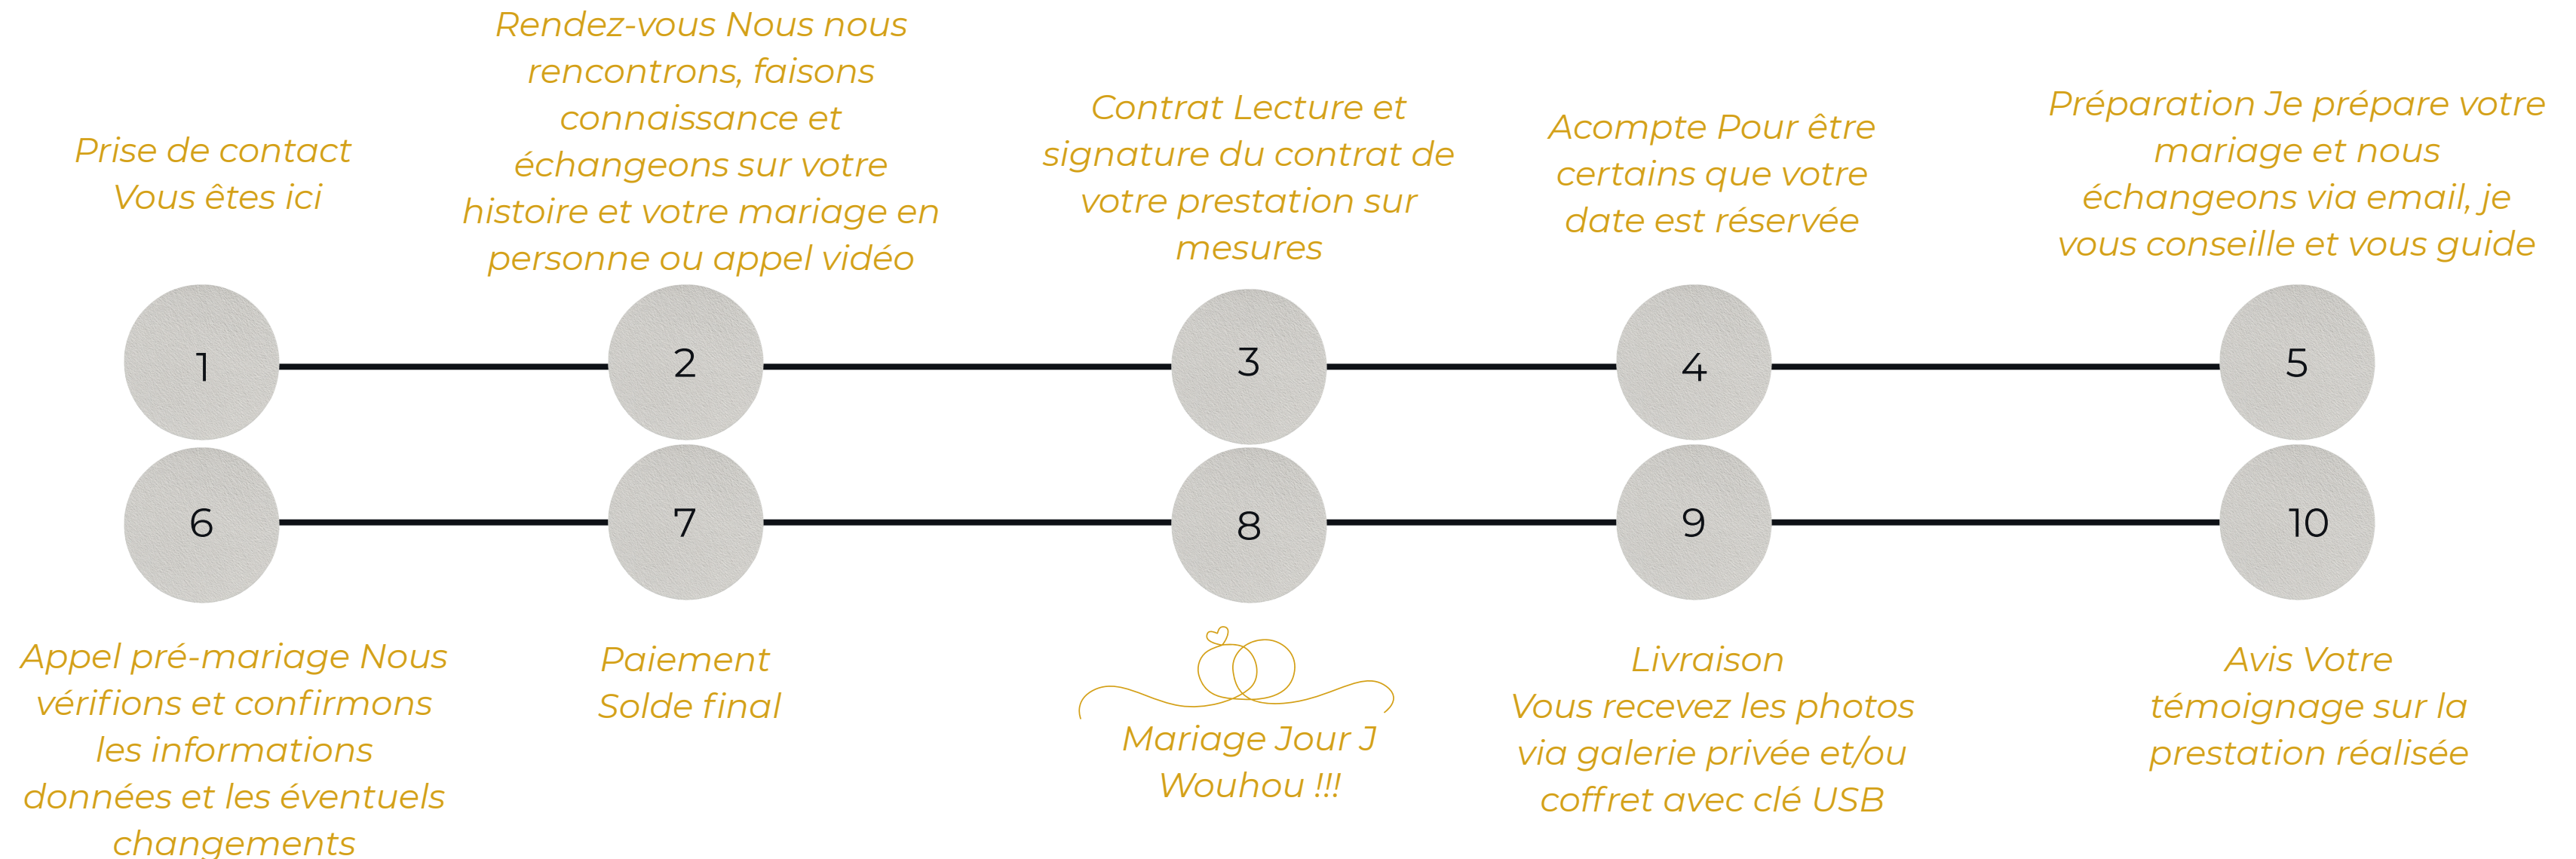 Prise de contact
Vous êtes ici
1
Rendez-vous Nous nous
rencontrons, faisons
connaissance et
échangeons sur votre
histoire et votre mariage en
personne ou appel vidéo
2
Contrat Lecture et
signature du contrat de
votre prestation sur
mesures
3
Acompte Pour être
certains que votre
date est réservée
4
Préparation Je prépare votre
mariage et nous
échangeons via email, je
vous conseille et vous guide
5
6
Appel pré-mariage Nous
vérifions et confirmons
les informations
données et les éventuels
changements
7
Paiement
Solde final
8
Mariage Jour J
Wouhou !!!
9
Livraison
Vous recevez les photos
via galerie privée et/ou
coffret avec clé USB
10
Avis Votre
témoignage sur la
prestation réalisée